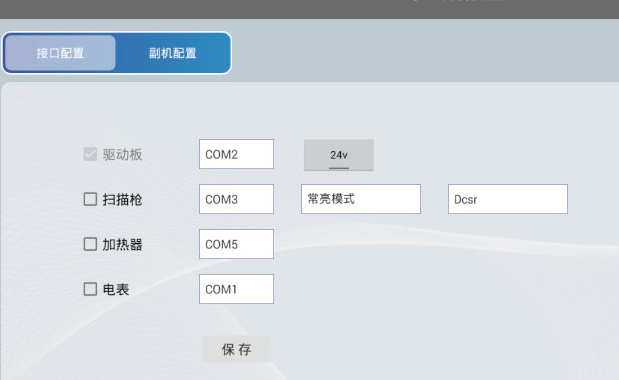 接口配置 副机配置
驱动板 COM2 24v
扫描枪 COM3 常亮模式 Dcsr
加热器 COM5
电表 COM1
保存